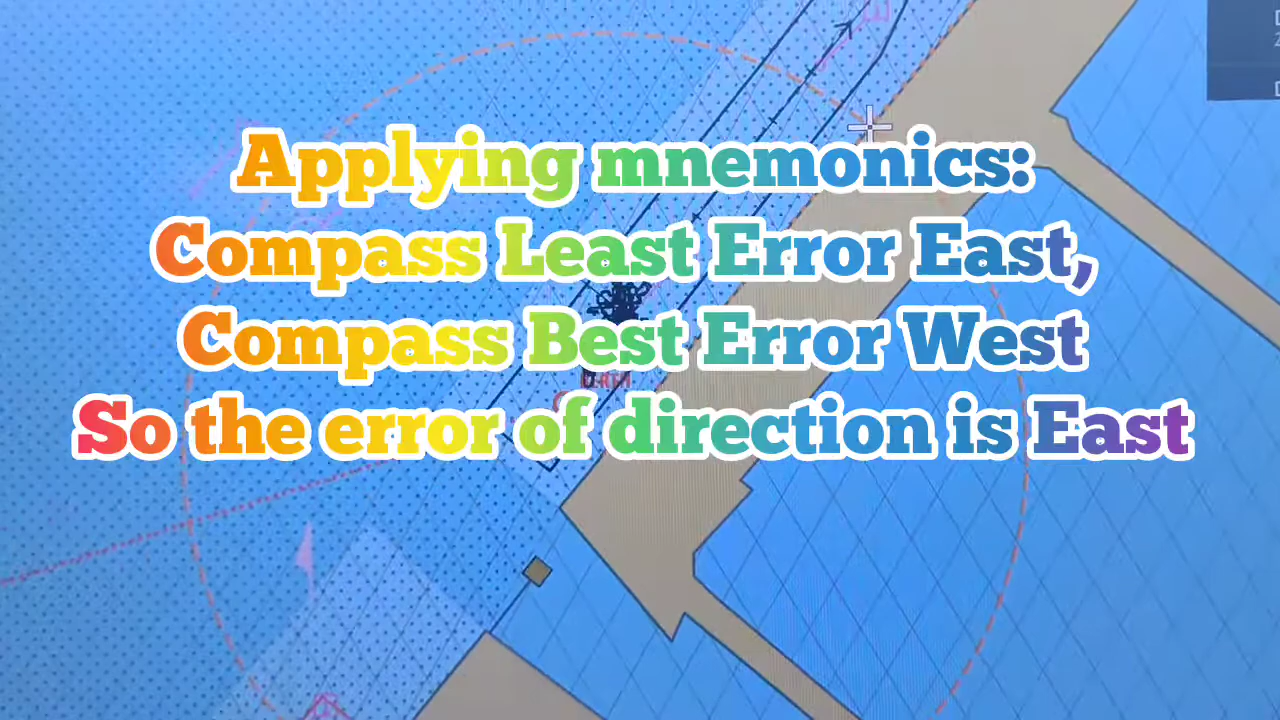 Applying mnemonics:
Compass Least Error East,
Compass Best Error West
So the error of direction is East